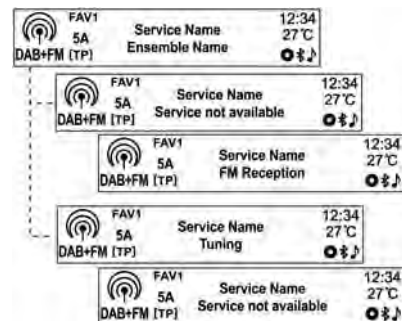 FAV1
5A
DAB+FM [TP]
Service Name
Ensemble Name
12:34
27℃
FAV1
5A
DAB+FM [TP]
Service Name
Service not available
12:34
27℃
FAV1
5A
DAB+FM [TP]
Service Name
FM Reception
12:34
27℃
FAV1
5A
DAB+FM [TP]
Service Name
Tuning
12:34
27℃
FAV1
5A
DAB+FM [TP]
Service Name
Service not available
12:34
27℃